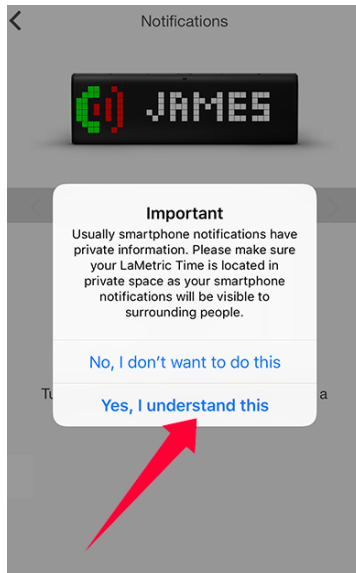 Notifications
JAMES
Important
Usually smartphone notifications have
private information. Please make sure
your LaMetric Time is located in
private space as your smartphone
notifications will be visible to
surrounding people.
No, I don't want to do this
Tu a
Yes, I understand this